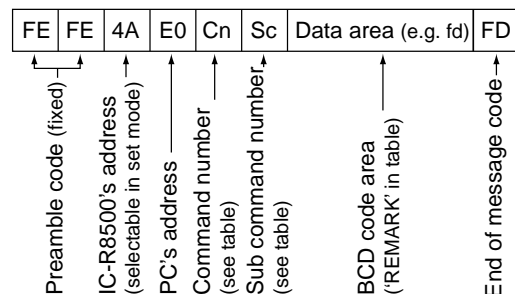 FE FE 4A E0 Cn Sc Data area (e.g. fd) FD
Preamble code (fixed)
IC-R8500's address
(selectable in set mode)
PC's address
Command number
(see table)
Sub command number
(see table)
BCD code area
('REMARK' in table)
End of message code